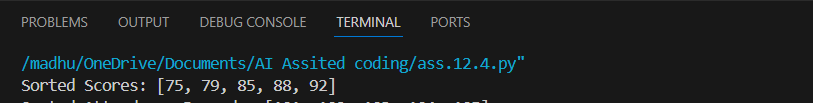 PROBLEMS OUTPUT DEBUG CONSOLE TERMINAL PORTS
/madhu/OneDrive/Documents/AI Assited coding/ass.12.4.py"
Sorted Scores: [75, 79, 85, 88, 92]